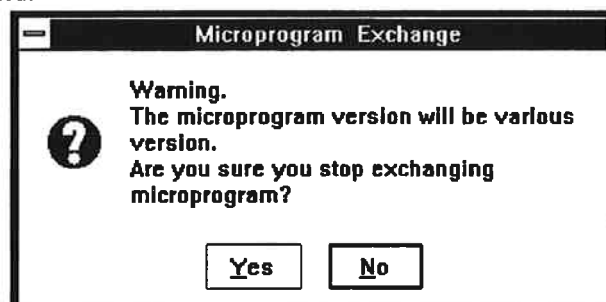 Microprogram Exchange
Warning.
The microprogram version will be various
version.
Are you sure you stop exchanging
microprogram?
Yes
No